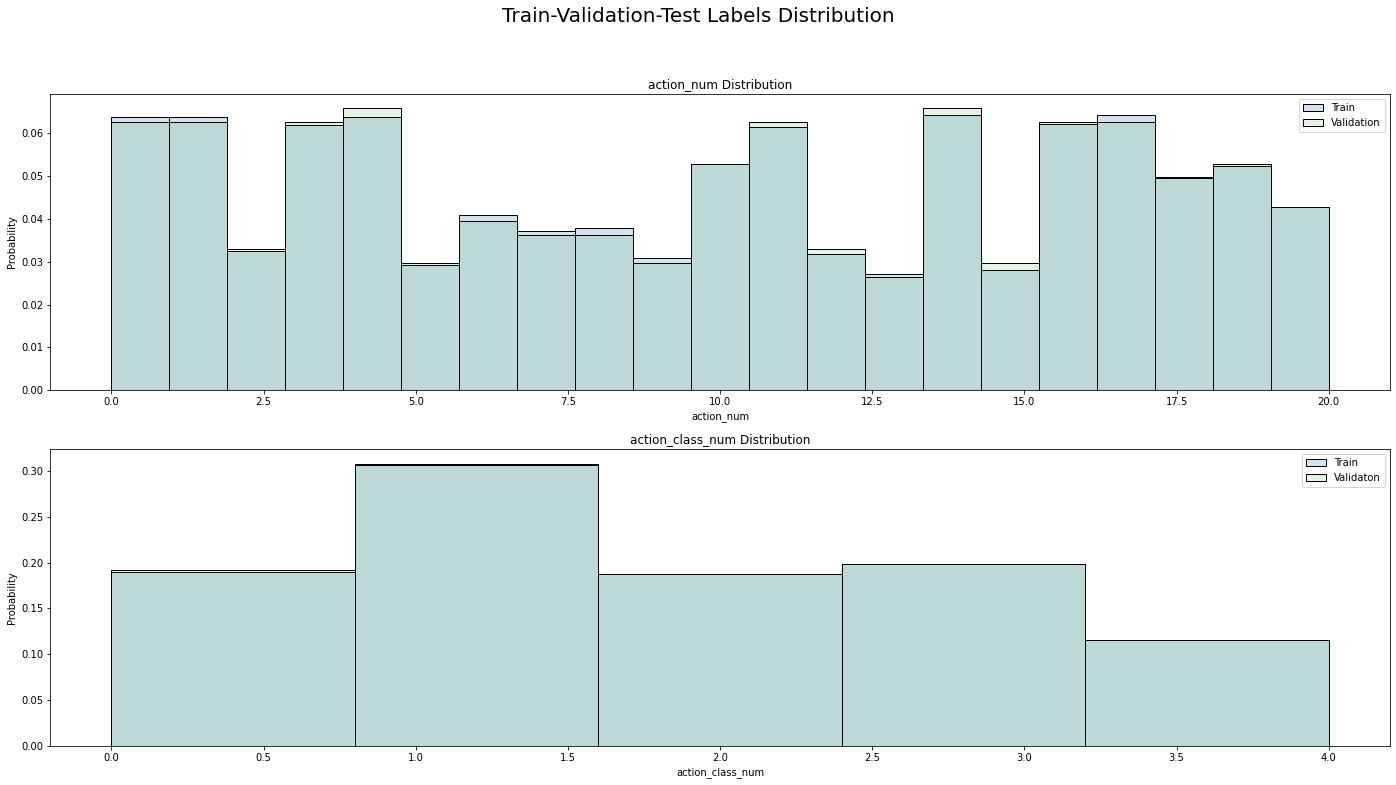 Train-Validation-Test Labels Distribution
action_num Distribution
Train
Validation
Probability
0.06
0.05
0.04
0.03
0.02
0.01
0.00
0.0 2.5 5.0 7.5 10.0 12.5 15.0 17.5 20.0
action_num
action_class_num Distribution
Train
Validaton
Probability
0.30
0.25
0.20
0.15
0.10
0.05
0.00
0.0 0.5 1.0 1.5 2.0 2.5 3.0 3.5 4.0
action_class_num